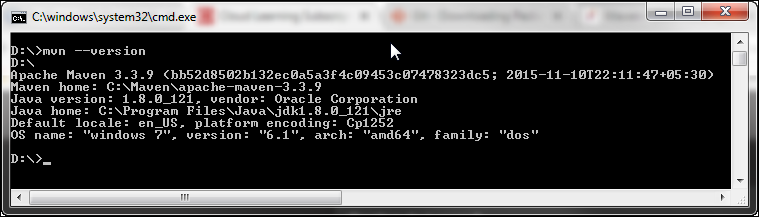 C:\windows\system32\cmd.exe
D:\>mvn --version
D:\
Apache Maven 3.3.9 (bb52d8502b132ec0a5a3f4c09453c07478323dc5; 2015-11-10T22:11:47+05:30)
Maven home: C:\Maven\apache-maven-3.3.9
Java version: 1.8.0_121, vendor: Oracle Corporation
Java home: C:\Program Files\Java\jdk1.8.0_121\jre
Default locale: en_US, platform encoding: Cp1252
OS name: "windows 7", version: "6.1", arch: "amd64", family: "dos"
D:\>_